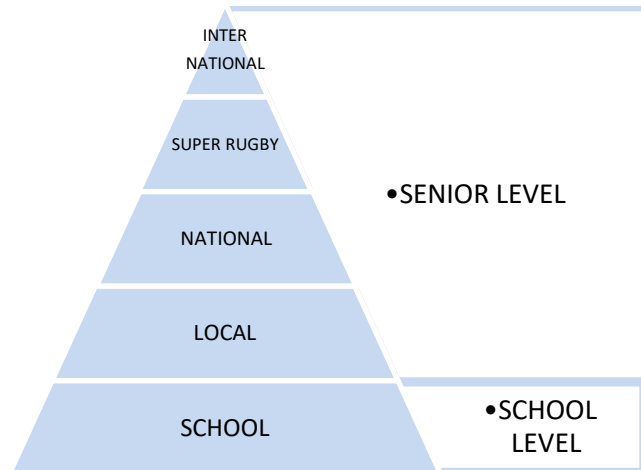 INTER
NATIONAL
SUPER RUGBY
NATIONAL
LOCAL
SCHOOL
•SENIOR LEVEL
•SCHOOL
LEVEL